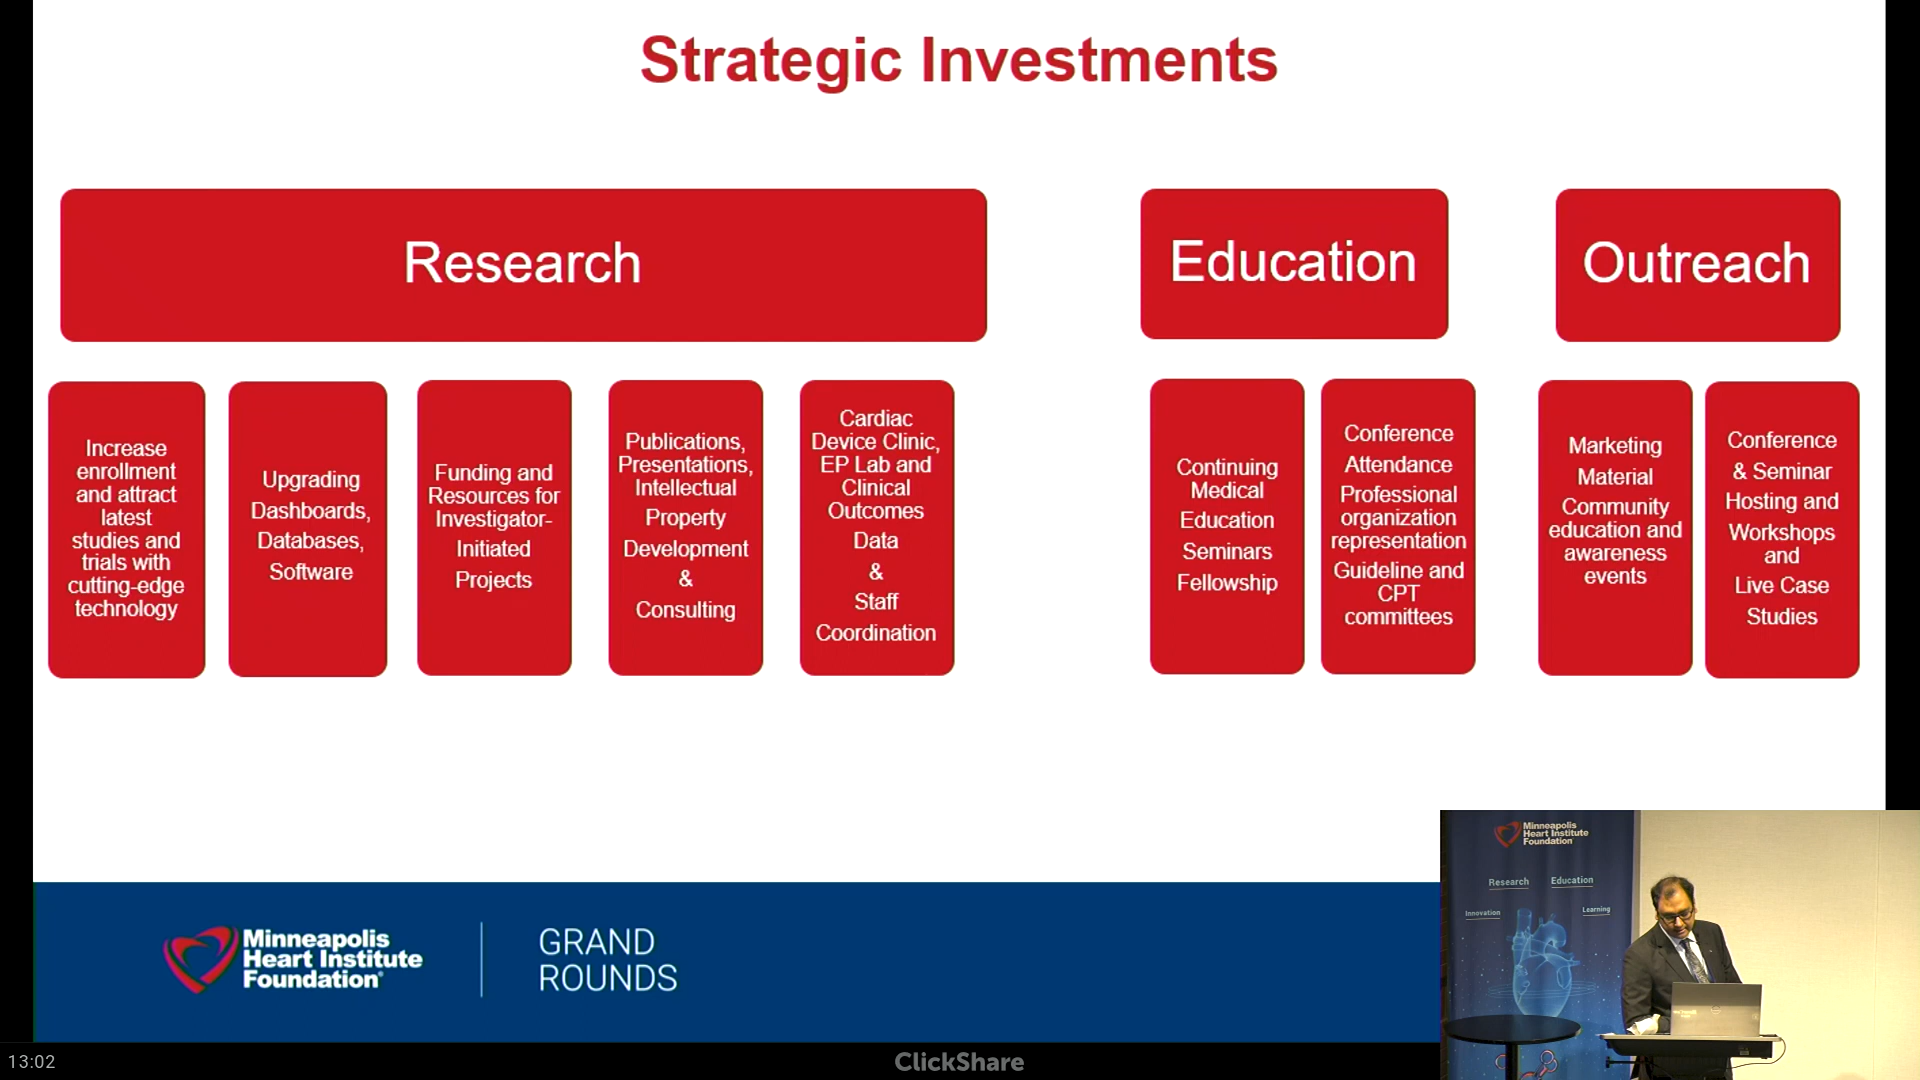 Strategic Investments
Research
Education
Outreach
Increase
enrollment
and attract
latest
studies and
trials with
cutting-edge
technology
Upgrading
Dashboards,
Databases,
Software
Funding and
Resources for
Investigator-
Initiated
Projects
Publications,
Presentations,
Intellectual
Property
Development
&
Consulting
Cardiac
Device Clinic,
EP Lab and
Clinical
Outcomes
Data
&
Staff
Coordination
Continuing
Medical
Education
Seminars
Fellowship
Conference
Attendance
Professional
organization
representation
Guideline and
CPT
committees
Marketing
Material
Community
education and
awareness
events
Conference
& Seminar
Hosting and
Workshops
and
Live Case
Studies
Minneapolis
Heart Institute
Foundation®
GRAND
ROUNDS
Minneapolis
Heart Institute
Foundation
Research Education
Innovation Learning
13:02
ClickShare